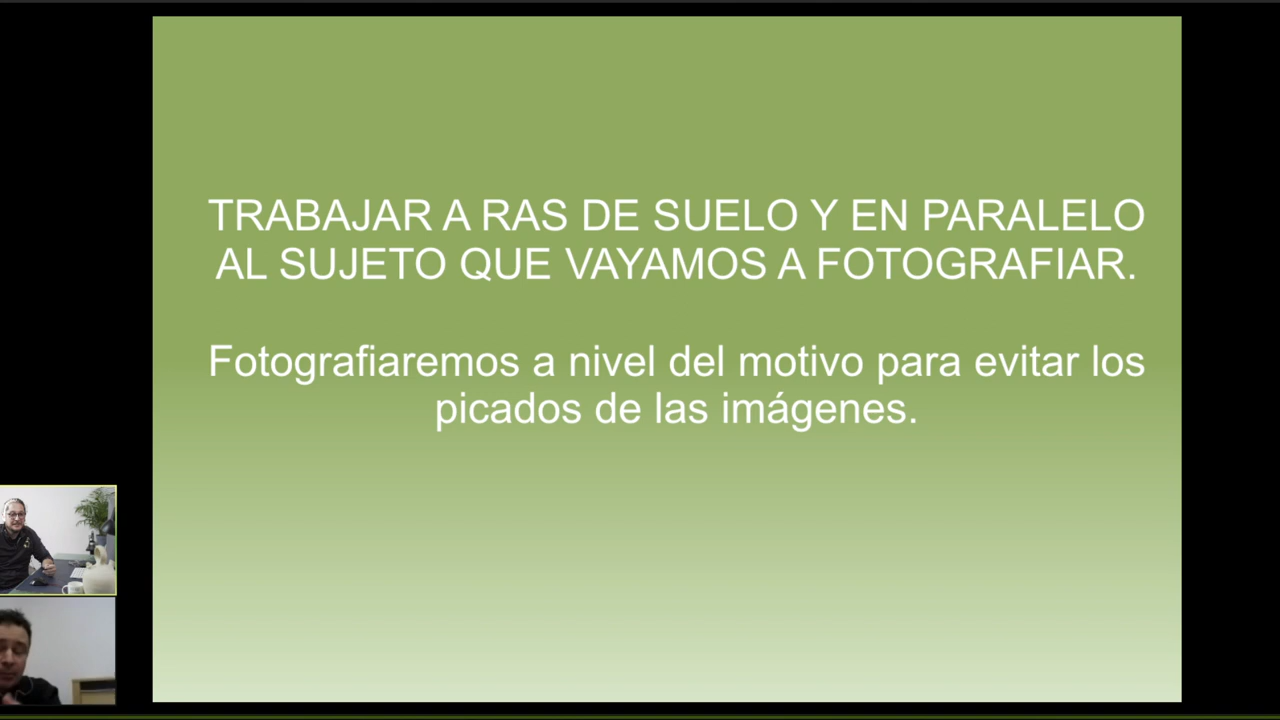 TRABAJAR A RAS DE SUELO Y EN PARALELO
AL SUJETO QUE VAYAMOS A FOTOGRAFIAR.
Fotografiaremos a nivel del motivo para evitar los
picados de las imágenes.